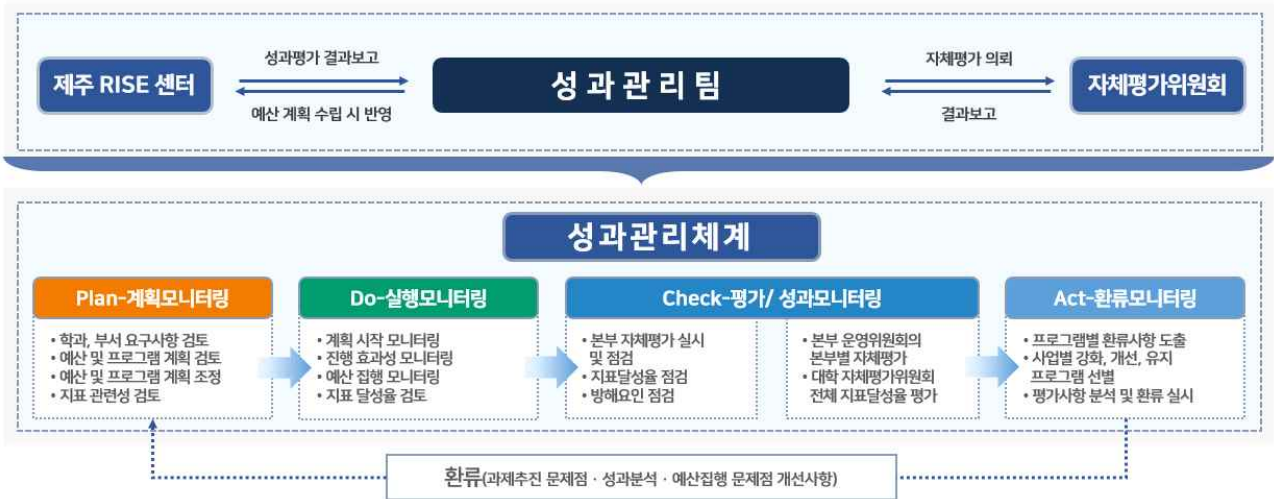 성과평가 결과보고
자체평가 의뢰
제주 RISE 센터
성과관리팀
자체평가위원회
예산 계획 수립 시 반영
결과보고
성과관리체계
Plan-계획모니터링
• 학과, 부서 요구사항 검토
• 예산 및 프로그램 계획 검토
• 예산 및 프로그램 계획 조정
• 지표 관련성 검토
Do-실행모니터링
• 계획 시작 모니터링
• 진행 효과성 모니터링
• 예산 집행 모니터링
• 지표 달성율 검토
Check-평가/ 성과모니터링
• 본부 자체평가 실시
및 점검
• 지표달성율 점검
• 방해요인 점검
• 본부 운영위원회의
본부별 자체평가
• 대학 자체평가위원회
전체 지표달성율 평가
Act-환류모니터링
• 프로그램별 환류사항 도출
• 사업별 강화, 개선, 유지
프로그램 선별
• 평가사항 분석 및 환류 실시
환류(과제추진 문제점 · 성과분석 · 예산집행 문제점 개선사항)